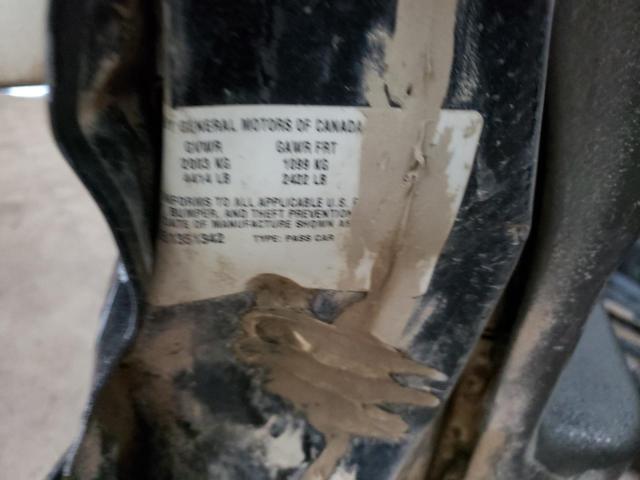 GENERAL MOTORS OF CANADA
GVWR GAWR FRT
2003 KG 1099 KG
4414 LB 2422 LB
TO ALL APPLICABLE U.S.
BUMPER, AND THEFT PREVENTION
DATE OF MANUFACTURE SHOWN
TYPE: PASS CAR